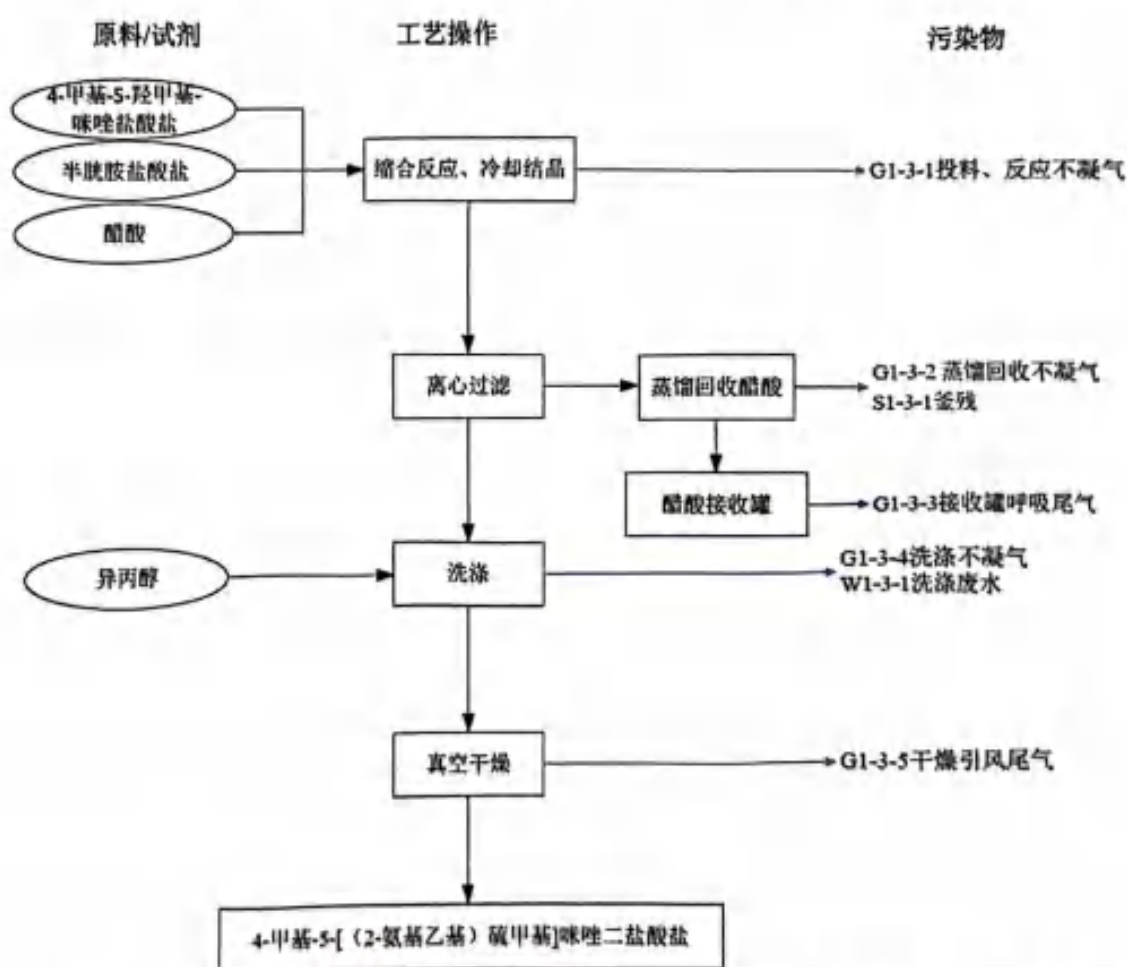 原料/试剂
工艺操作
污染物
4-甲基-5-羟甲基-
咪唑盐酸盐
半胱胺盐酸盐
醋酸
缩合反应、冷却结晶
G1-3-1投料、反应不凝气
离心过滤
蒸馏回收醋酸
G1-3-2 蒸馏回收不凝气
S1-3-1釜残
醋酸接收罐
G1-3-3接收罐呼吸尾气
异丙醇
洗涤
G1-3-4洗涤不凝气
W1-3-1洗涤废水
真空干燥
G1-3-5干燥引风尾气
4-甲基-5-[（2-氨基乙基）硫甲基]咪唑二盐酸盐